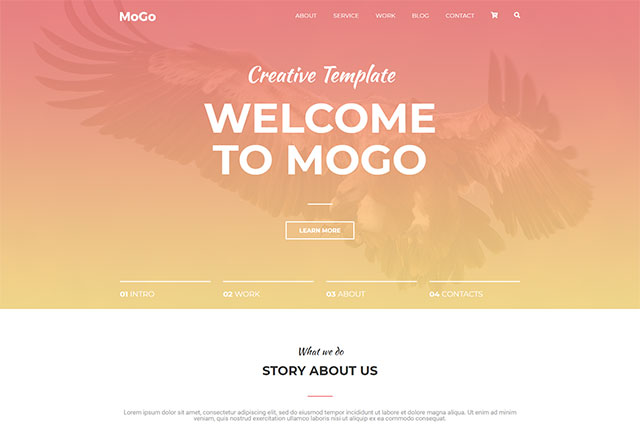 MoGo
ABOUT SERVICE WORK BLOG CONTACT
Creative Template
WELCOME
TO MOGO
LEARN MORE
01 INTRO 02 WORK 03 ABOUT 04 CONTACTS
What we do
STORY ABOUT US
Lorem ipsum dolor sit amet, consectetur adipiscing elit, sed do eiusmod tempor incididunt ut labore et dolore magna aliqua. Ut enim ad minim veniam, quis
nostrud exercitation ullamco laboris nisi ut aliquip ex ea commodo consequat.